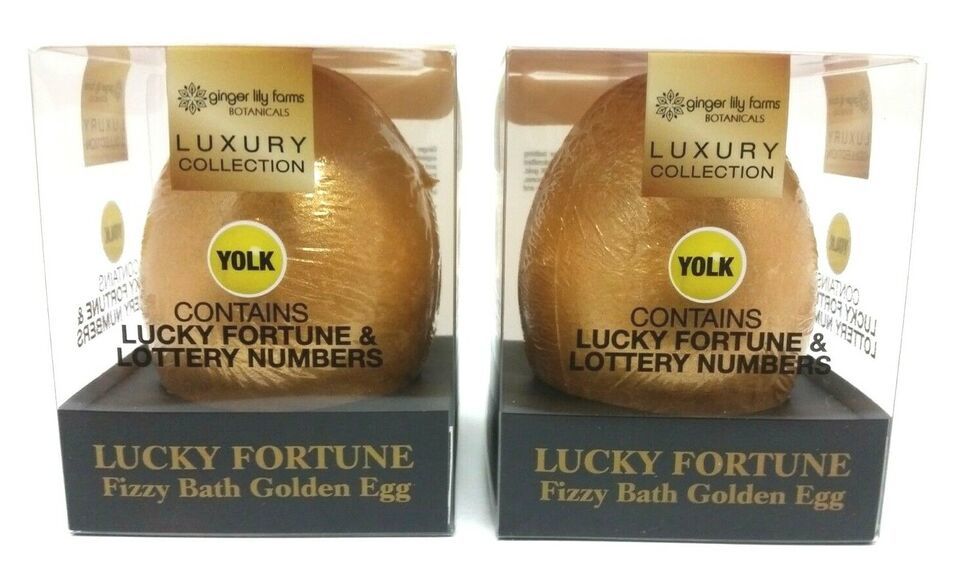 ginger lily farms
BOTANICALS
LUXURY
COLLECTION
YOLK
CONTAINS
LUCKY FORTUNE &
LOTTERY NUMBERS
LUCKY FORTUNE
Fizzy Bath Golden Egg
ginger lily farms
BOTANICALS
LUXURY
COLLECTION
YOLK
CONTAINS
LUCKY FORTUNE &
LOTTERY NUMBERS
LUCKY FORTUNE
Fizzy Bath Golden Egg